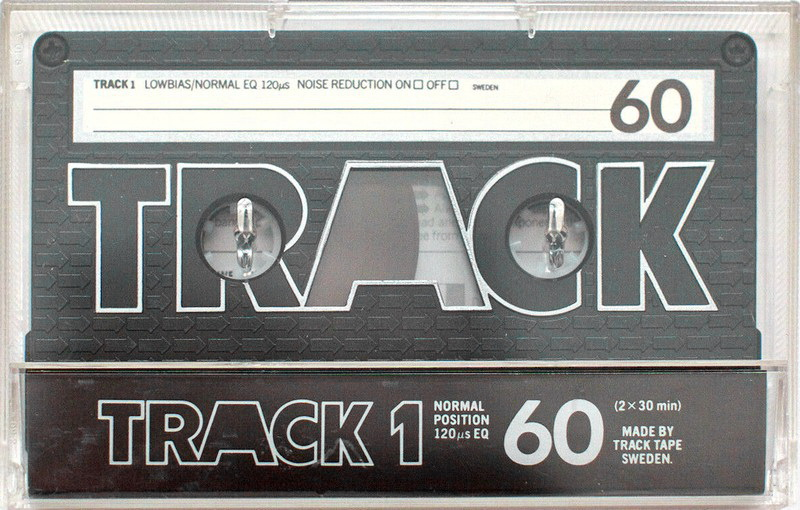 TRACK 1 LOWBIAS/NORMAL EQ 120µs NOISE REDUCTION ON☐ OFF☐ SWEDEN
60
TRACK
TRACK 1
NORMAL
POSITION
120µs EQ
60
(2×30 min)
MADE BY
TRACK TAPE
SWEDEN.